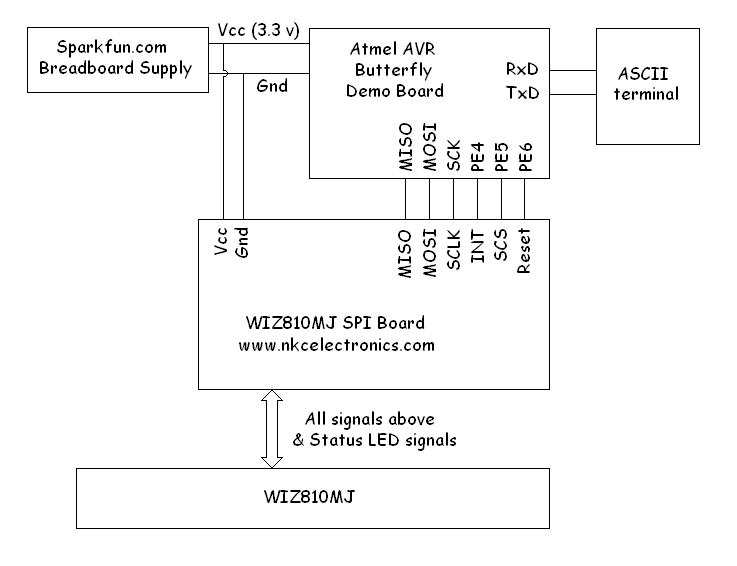 Vcc (3.3 v)
Sparkfun.com
Breadboard Supply
Gnd
Atmel AVR
Butterfly
Demo Board
RxD
TxD
ASCII
terminal
MISO
MOSI
SCK
PE4
PE5
PE6
Vcc
Gnd
MISO
MOSI
SCLK
INT
SCS
Reset
WIZ810MJ SPI Board
www.nkcelectronics.com
All signals above
& Status LED signals
WIZ810MJ